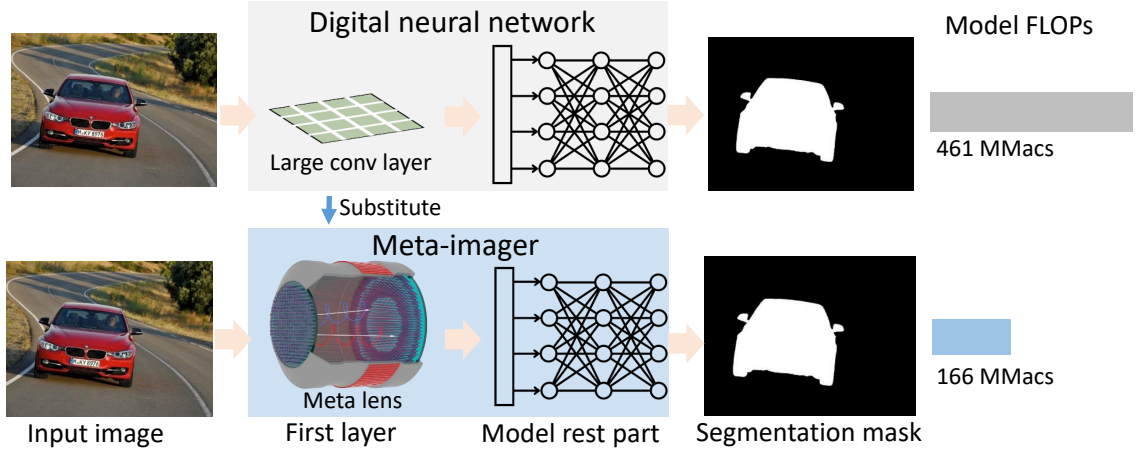 Digital neural network
Model FLOPs
Large conv layer
461 MMacs
Substitute
Meta-imager
166 MMacs
Meta lens
Input image
First layer
Model rest part
Segmentation mask